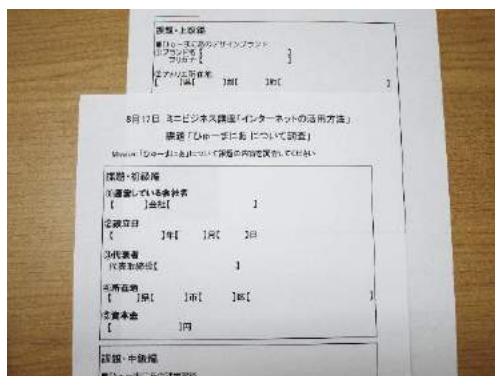 課題・上級編
■ひゅーまにあのデザインブランド
①ブランド名【 】
フリガナ【 】
②アトリエ所在地
【 】県【 】郡【 】町【 】
8月17日 ミニビジネス講座「インターネットの活用方法」
課題「ひゅーまにあ について調査」
Mission:「ひゅーまにあ」について課題の内容を調査してください
課題・初級編
①運営している会社名
【 】会社【 】
②設立日
【 】年【 】月【 】日
③代表者
代表取締役【 】
④所在地
【 】県【 】市【 】区【 】
⑤資本金
【 】円
課題・中級編